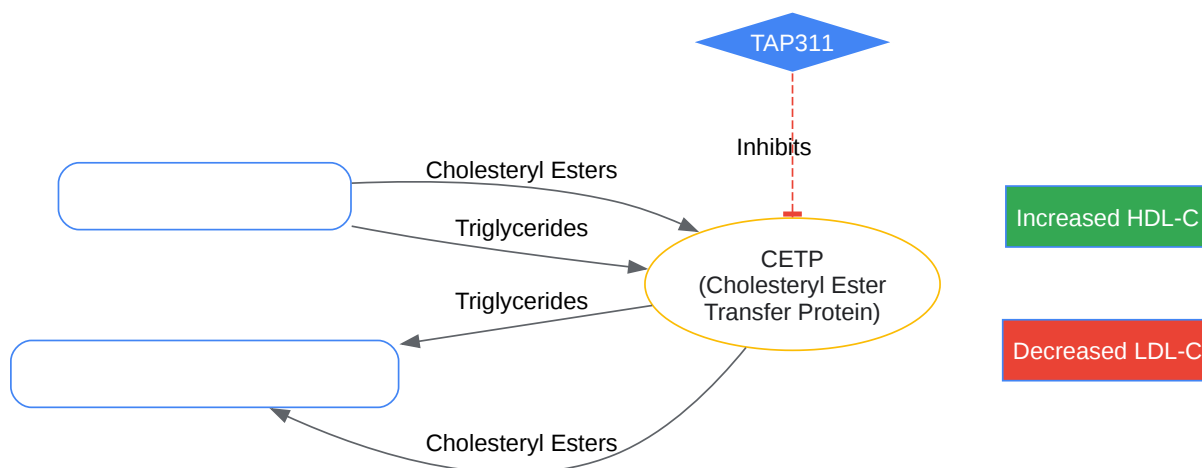 TAP311
Inhibits
Cholesteryl Esters
Triglycerides
Increased HDL-C
CETP
(Cholesteryl Ester
Transfer Protein)
Triglycerides
Decreased LDL-C
Cholesteryl Esters